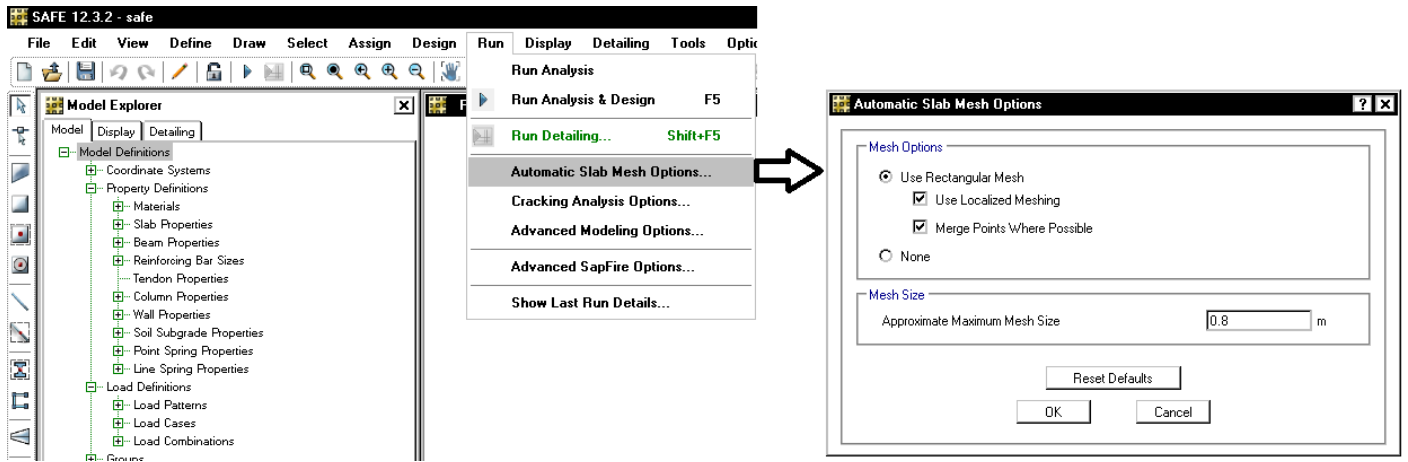 SAFE 12.3.2 - safe
File Edit View Define Draw Select Assign Design Run Display Detailing Tools
Model Explorer
Model Display Detailing
Model Definitions
Coordinate Systems
Property Definitions
Materials
Slab Properties
Beam Properties
Reinforcing Bar Sizes
Tendon Properties
Column Properties
Wall Properties
Soil Subgrade Properties
Point Spring Properties
Line Spring Properties
Load Definitions
Load Patterns
Load Cases
Load Combinations
Groups
Run Analysis
Run Analysis & Design F5
Run Detailing... Shift+F5
Automatic Slab Mesh Options...
Cracking Analysis Options...
Advanced Modeling Options...
Advanced SapFire Options...
Show Last Run Details...
Automatic Slab Mesh Options
Mesh Options
Use Rectangular Mesh
Use Localized Meshing
Merge Points Where Possible
None
Mesh Size
Approximate Maximum Mesh Size 0.8 m
Reset Defaults
OK Cancel